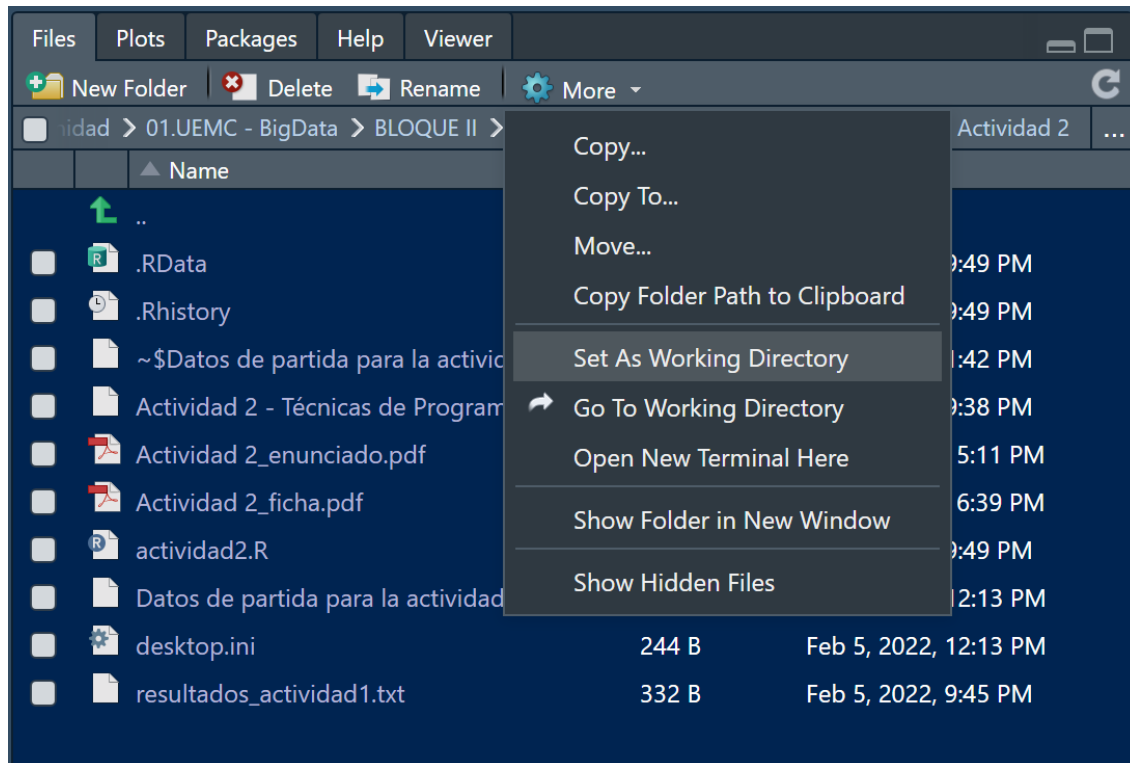 Files Plots Packages Help Viewer
New Folder Delete Rename More
01.UEMC - BigData BLOQUE II Actividad 2 ...
Name
..
.RData 9:49 PM
.Rhistory 9:49 PM
~$Datos de partida para la 1:42 PM
Actividad 2 - Técnicas de 9:38 PM
Actividad 2_enunciado.pdf 5:11 PM
Actividad 2_ficha.pdf 6:39 PM
actividad2.R 9:49 PM
Datos de partida para la actividad 12:13 PM
desktop.ini 244 B Feb 5, 2022, 12:13 PM
resultados_actividad1.txt 332 B Feb 5, 2022, 9:45 PM
Copy...
Copy To...
Move...
Copy Folder Path to Clipboard
Set As Working Directory
Go To Working Directory
Open New Terminal Here
Show Folder in New Window
Show Hidden Files